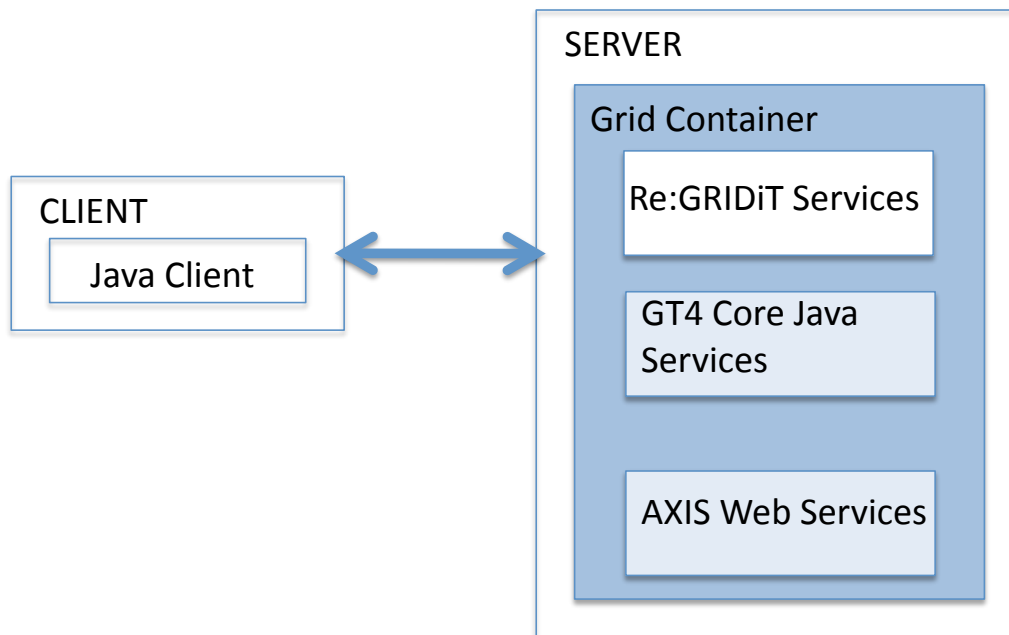 SERVER
Grid Container
Re:GRIDiT Services
CLIENT
Java Client
GT4 Core Java
Services
AXIS Web Services